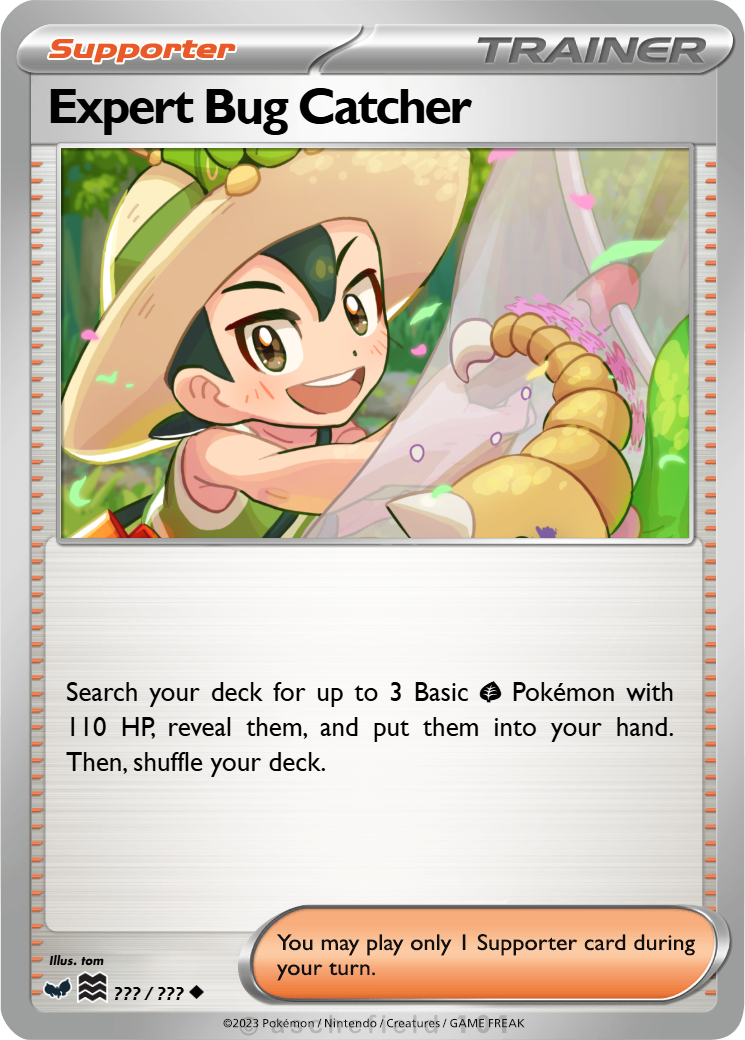 Supporter
TRAINER
Expert Bug Catcher
Search your deck for up to 3 Basic Pokémon with
110 HP, reveal them, and put them into your hand.
Then, shuffle your deck.
You may play only 1 Supporter card during
your turn.
Illus. tom
??? / ???
©2023 Pokémon / Nintendo / Creatures / GAME FREAK